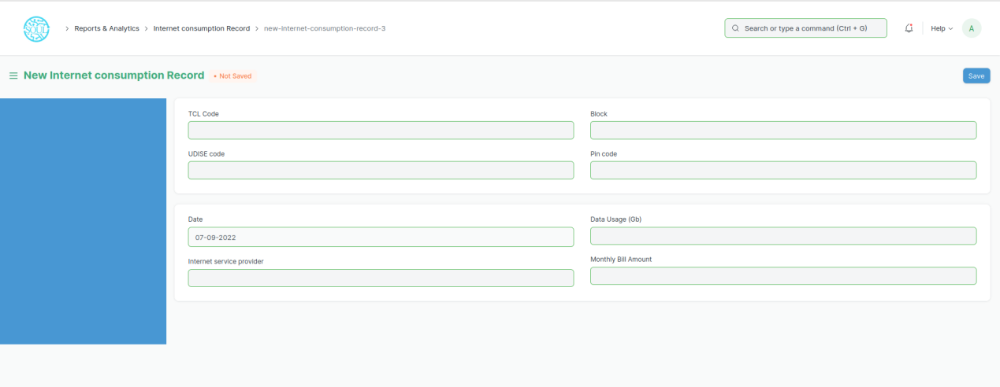 SOUL
> Reports & Analytics > Internet consumption Record > new-internet-consumption-record-3
Search or type a command (Ctrl + G)
Help
A
New Internet consumption Record • Not Saved
Save
TCL Code
Block
UDISE code
Pin code
Date
Data Usage (Gb)
07-09-2022
Internet service provider
Monthly Bill Amount